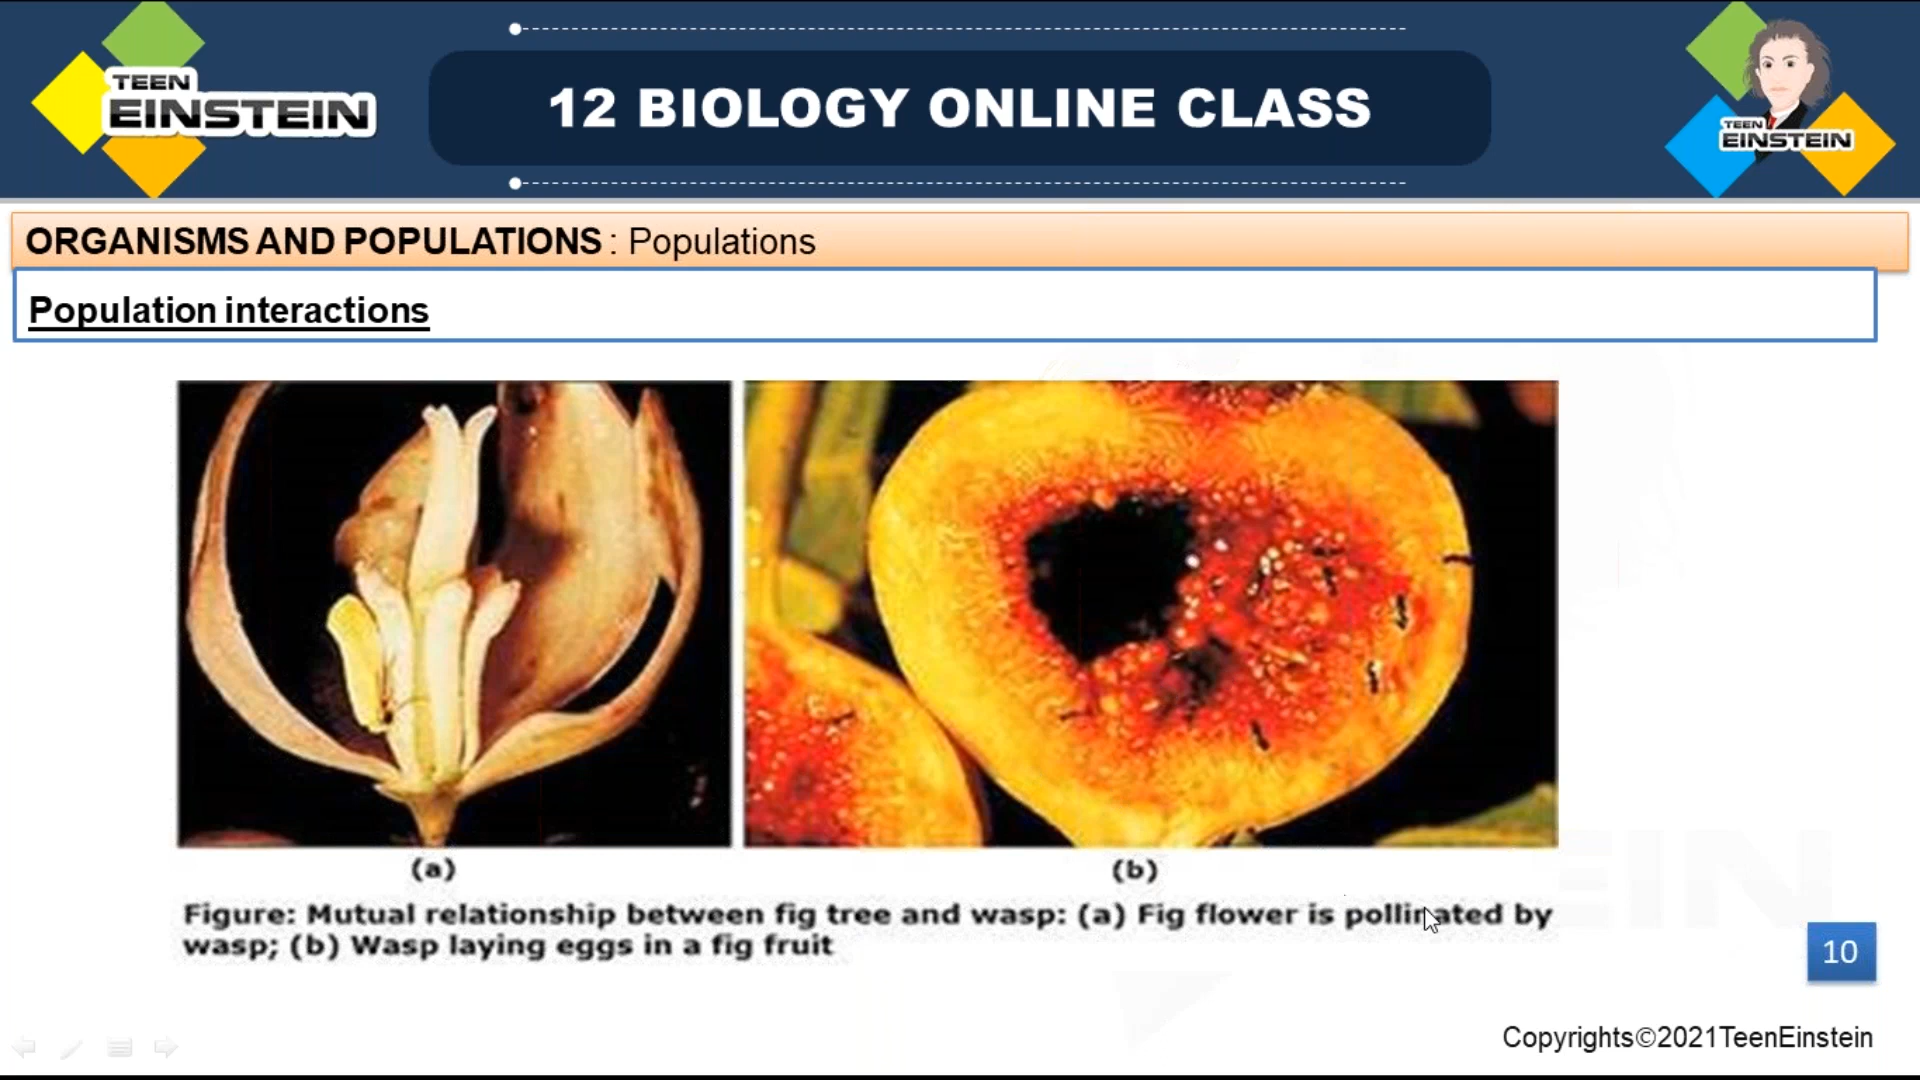 TEEN
EINSTEIN
12 BIOLOGY ONLINE CLASS
TEEN
EINSTEIN
ORGANISMS AND POPULATIONS : Populations
Population interactions
(a)
(b)
Figure: Mutual relationship between fig tree and wasp: (a) Fig flower is pollinated by
wasp; (b) Wasp laying eggs in a fig fruit
10
Copyrights©2021TeenEinstein